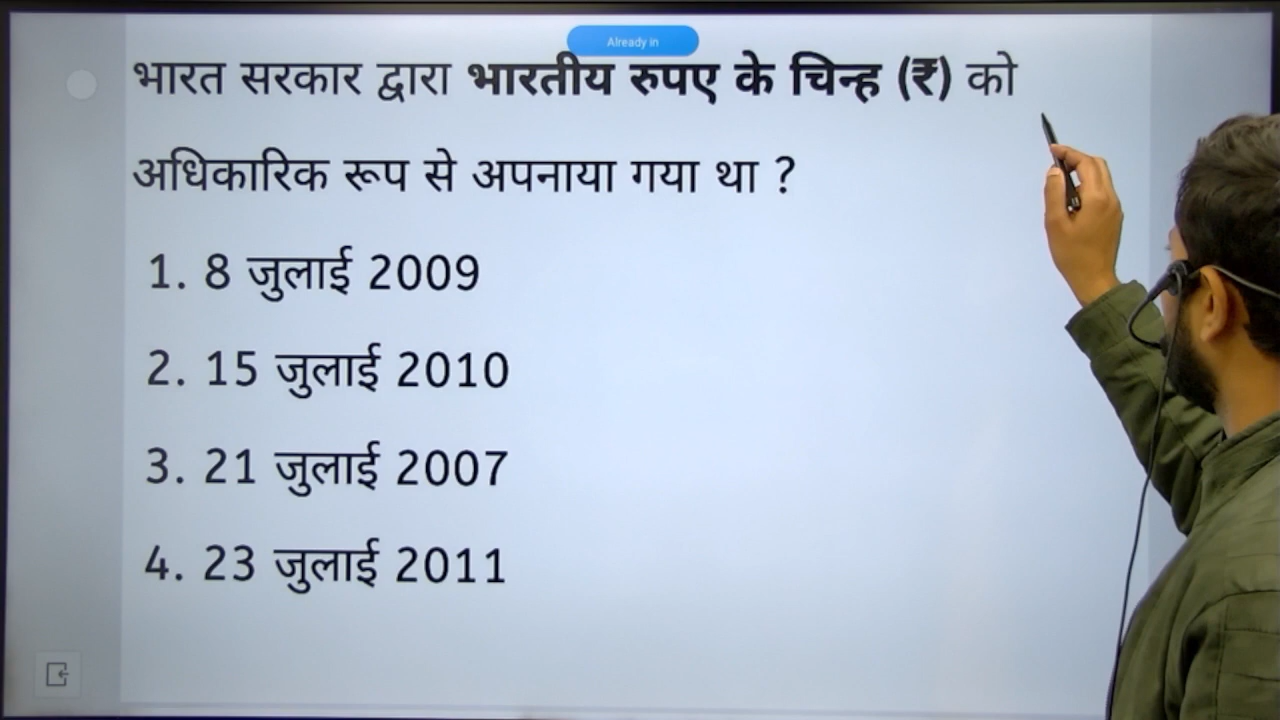 Already in
भारत सरकार द्वारा भारतीय रुपए के चिन्ह (₹) को
अधिकारिक रूप से अपनाया गया था ?
1. 8 जुलाई 2009
2. 15 जुलाई 2010
3. 21 जुलाई 2007
4. 23 जुलाई 2011